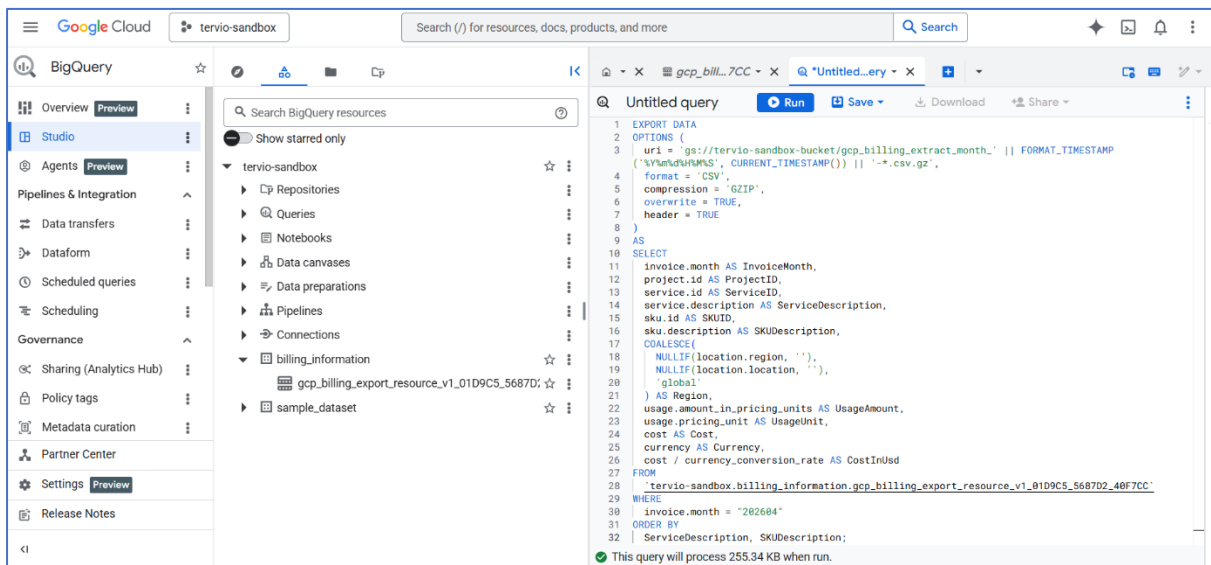 Google Cloud
tervio-sandbox
Search (/) for resources, docs, products, and more
Search
BigQuery
Overview Preview
Studio
Agents Preview
Pipelines & Integration
Data transfers
Dataform
Scheduled queries
Scheduling
Governance
Sharing (Analytics Hub)
Policy tags
Metadata curation
Partner Center
Settings Preview
Release Notes
Search BigQuery resources
Show starred only
tervio-sandbox
Repositories
Queries
Notebooks
Data canvases
Data preparations
Pipelines
Connections
billing_information
gcp_billing_export_resource_v1_01D9C5_5687D
sample_dataset
gcp_bill...7CC
*Untitled...ery
Untitled query
Run
Save
Download
Share
1 EXPORT DATA
2 OPTIONS (
3 uri = 'gs://tervio-sandbox-bucket/gcp_billing_extract_month_' || FORMAT_TIMESTAMP
('%Y%m%d%H%M%S', CURRENT_TIMESTAMP()) || '-*.csv.gz',
4 format = 'CSV',
5 compression = 'GZIP',
6 overwrite = TRUE,
7 header = TRUE
8 )
9 AS
10 SELECT
11 invoice.month AS InvoiceMonth,
12 project.id AS ProjectID,
13 service.id AS ServiceID,
14 service.description AS ServiceDescription,
15 sku.id AS SKUID,
16 sku.description AS SKUDescription,
17 COALESCE(
18 NULLIF(location.region, ''),
19 NULLIF(location.location, ''),
20 'global'
21 ) AS Region,
22 usage.amount_in_pricing_units AS UsageAmount,
23 usage.pricing_unit AS UsageUnit,
24 cost AS Cost,
25 currency AS Currency,
26 cost / currency_conversion_rate AS CostInUsd
27 FROM
28 `tervio-sandbox.billing_information.gcp_billing_export_resource_v1_01D9C5_5687D2_40F7CC`
29 WHERE
30 invoice.month = "202604"
31 ORDER BY
32 ServiceDescription, SKUDescription;
This query will process 255.34 KB when run.